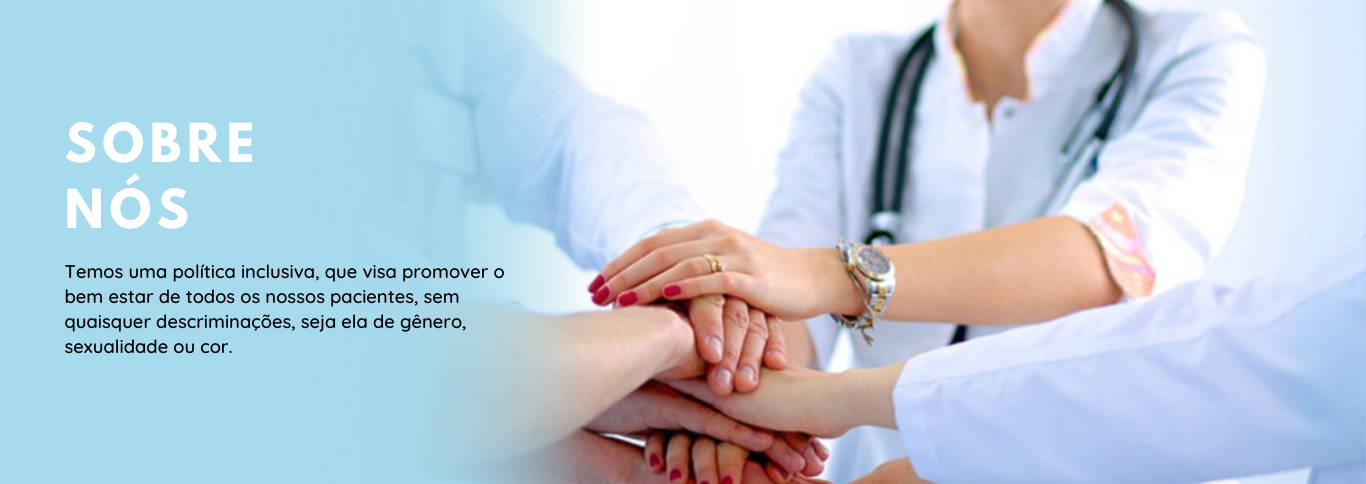 SOBRE
NÓS
Temos uma política inclusiva, que visa promover o
bem estar de todos os nossos pacientes, sem
quaisquer descriminações, seja ela de gênero,
sexualidade ou cor.